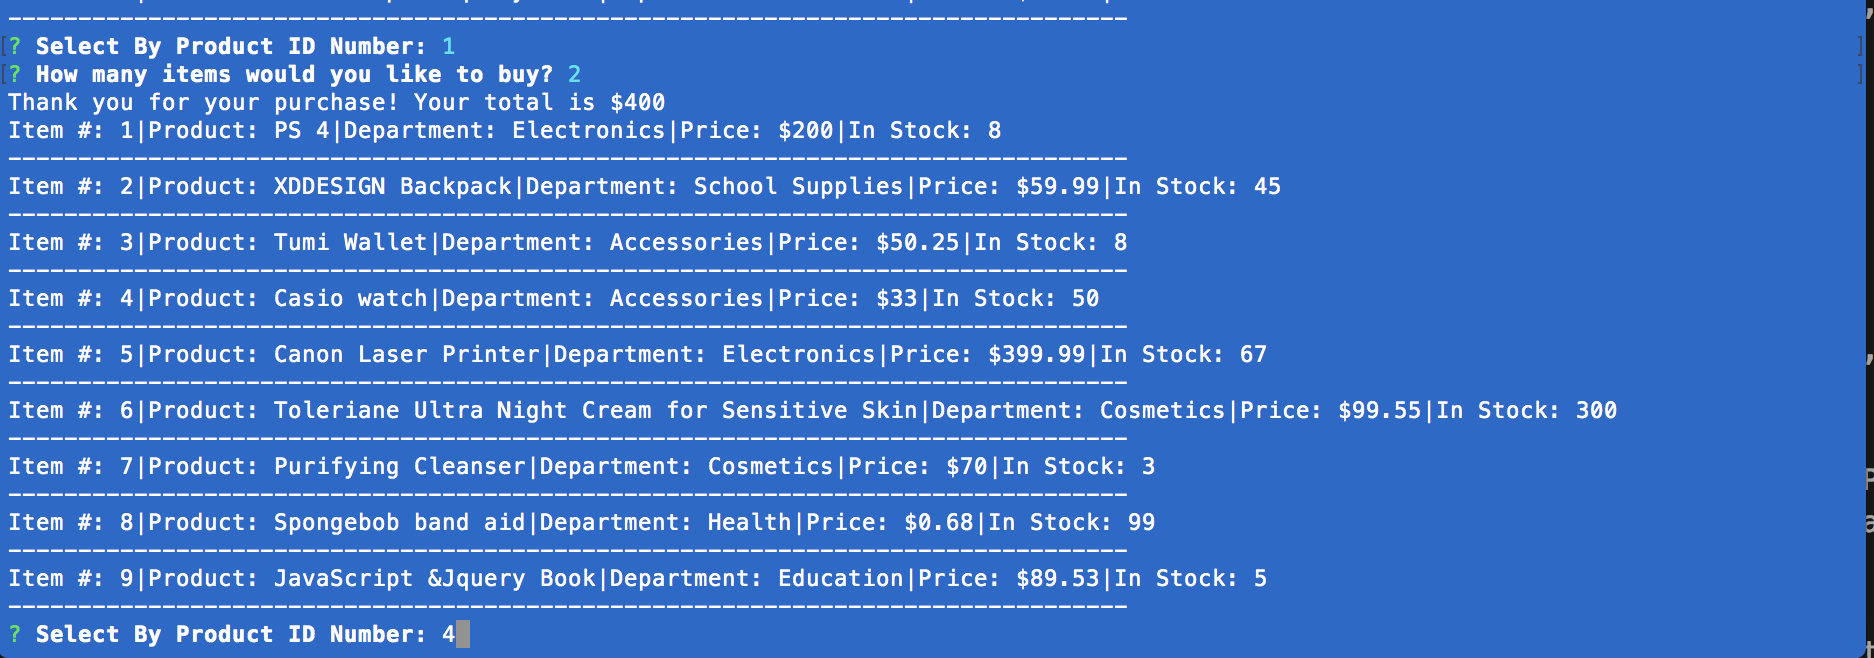 --------------------------------------------------------------------------------
[? Select By Product ID Number: 1 ]
[? How many items would you like to buy? 2 ]
Thank you for your purchase! Your total is $400
Item #: 1|Product: PS 4|Department: Electronics|Price: $200|In Stock: 8
--------------------------------------------------------------------------------
Item #: 2|Product: XDDESIGN Backpack|Department: School Supplies|Price: $59.99|In Stock: 45
--------------------------------------------------------------------------------
Item #: 3|Product: Tumi Wallet|Department: Accessories|Price: $50.25|In Stock: 8
--------------------------------------------------------------------------------
Item #: 4|Product: Casio watch|Department: Accessories|Price: $33|In Stock: 50
--------------------------------------------------------------------------------
Item #: 5|Product: Canon Laser Printer|Department: Electronics|Price: $399.99|In Stock: 67
--------------------------------------------------------------------------------
Item #: 6|Product: Toleriane Ultra Night Cream for Sensitive Skin|Department: Cosmetics|Price: $99.55|In Stock: 300
--------------------------------------------------------------------------------
Item #: 7|Product: Purifying Cleanser|Department: Cosmetics|Price: $70|In Stock: 3
--------------------------------------------------------------------------------
Item #: 8|Product: Spongebob band aid|Department: Health|Price: $0.68|In Stock: 99
--------------------------------------------------------------------------------
Item #: 9|Product: JavaScript &Jquery Book|Department: Education|Price: $89.53|In Stock: 5
--------------------------------------------------------------------------------
? Select By Product ID Number: 4